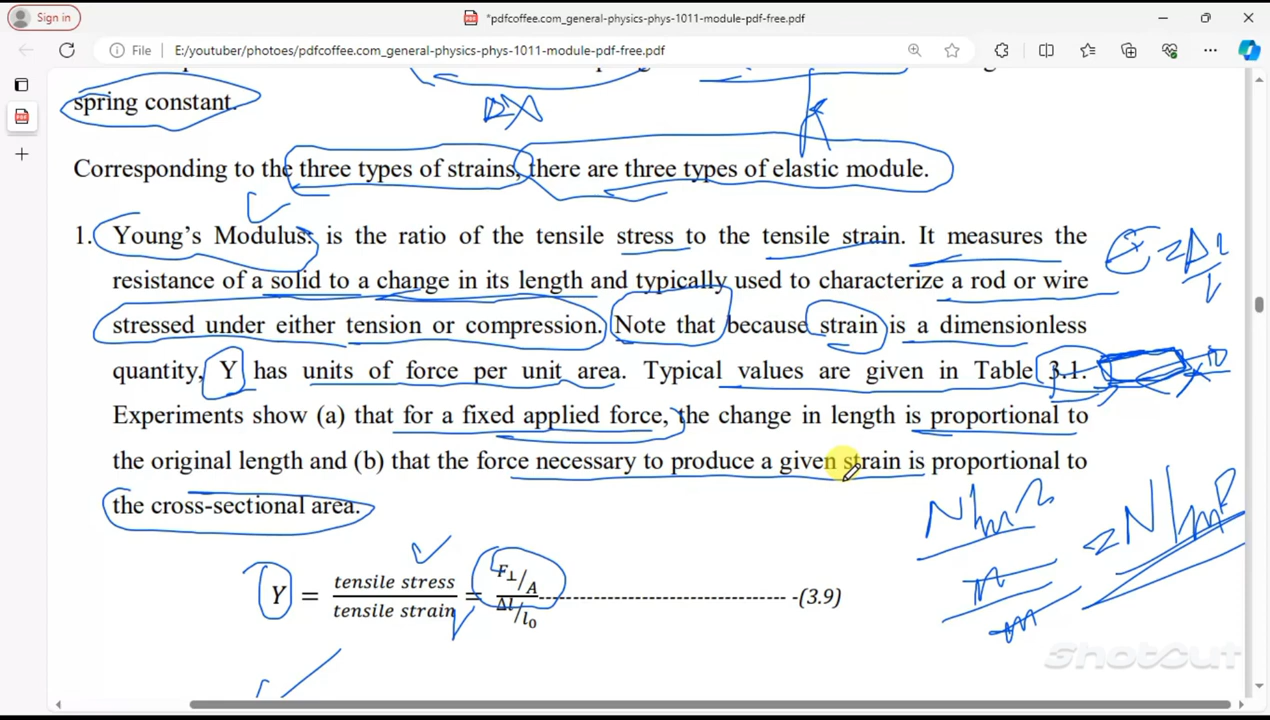 Sign in
*pdfcoffee.com_general-physics-phys-1011-module-pdf-free.pdf
File
E:/youtuber/photoes/pdfcoffee.com_general-physics-phys-1011-module-pdf-free.pdf
spring constant.
Corresponding to the three types of strains, there are three types of elastic module.
1. Young's Modulus: is the ratio of the tensile stress to the tensile strain. It measures the
resistance of a solid to a change in its length and typically used to characterize a rod or wire
stressed under either tension or compression. Note that because strain is a dimensionless
quantity, Y has units of force per unit area. Typical values are given in Table 3.1.
Experiments show (a) that for a fixed applied force, the change in length is proportional to
the original length and (b) that the force necessary to produce a given strain is proportional to
the cross-sectional area.
N/m²
=N/m²
m
m
Y = tensile stress / tensile strain = F⊥/A / Δl/l₀ ---------------------------------- -(3.9)
Shotcut